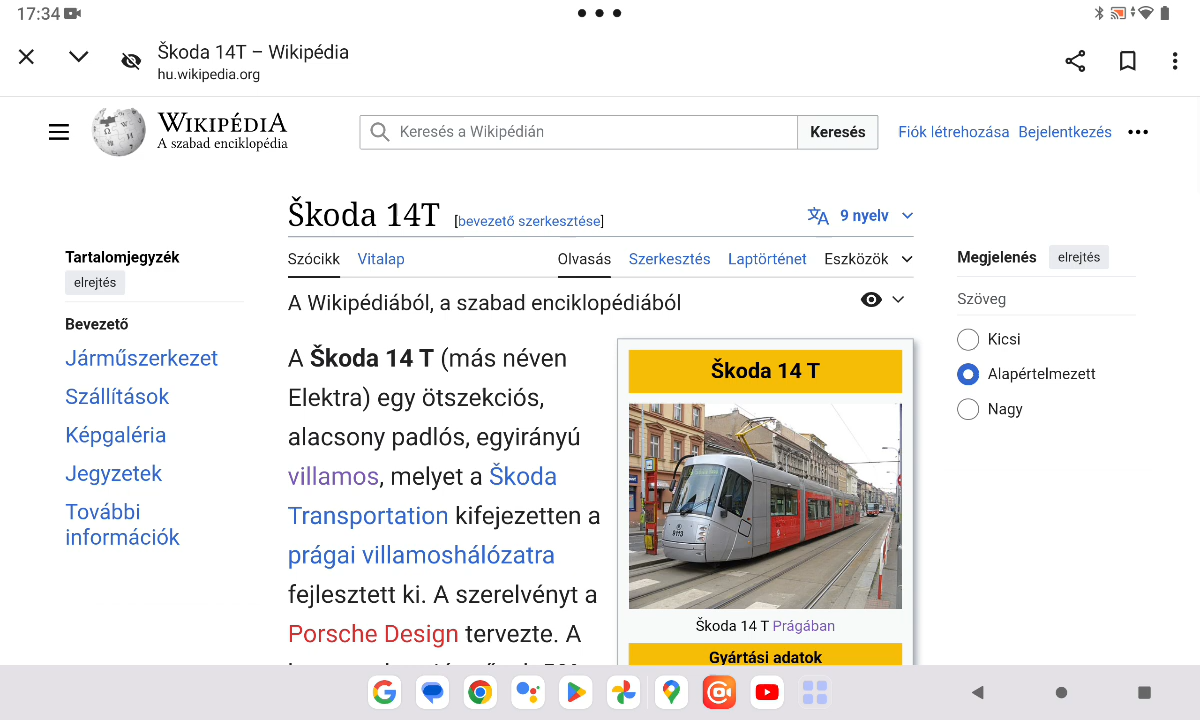 17:34
Škoda 14T – Wikipédia
hu.wikipedia.org
WIKIPÉDIA
A szabad enciklopédia
Keresés a Wikipédián
Keresés
Fiók létrehozása Bejelentkezés
Škoda 14T [bevezető szerkesztése]
9 nyelv
Tartalomjegyzék
elrejtés
Bevezető
Járműszerkezet
Szállítások
Képgaléria
Jegyzetek
További
információk
Szócikk Vitalap
Olvasás Szerkesztés Laptörténet Eszközök
A Wikipédiából, a szabad enciklopédiából
A Škoda 14 T (más néven
Elektra) egy ötszekciós,
alacsony padlós, egyirányú
villamos, melyet a Škoda
Transportation kifejezetten a
prágai villamoshálózatra
fejlesztett ki. A szerelvényt a
Porsche Design tervezte. A
Škoda 14 T
9113
Škoda 14 T Prágában
Gyártási adatok
Megjelenés
elrejtés
Szöveg
Kicsi
Alapértelmezett
Nagy